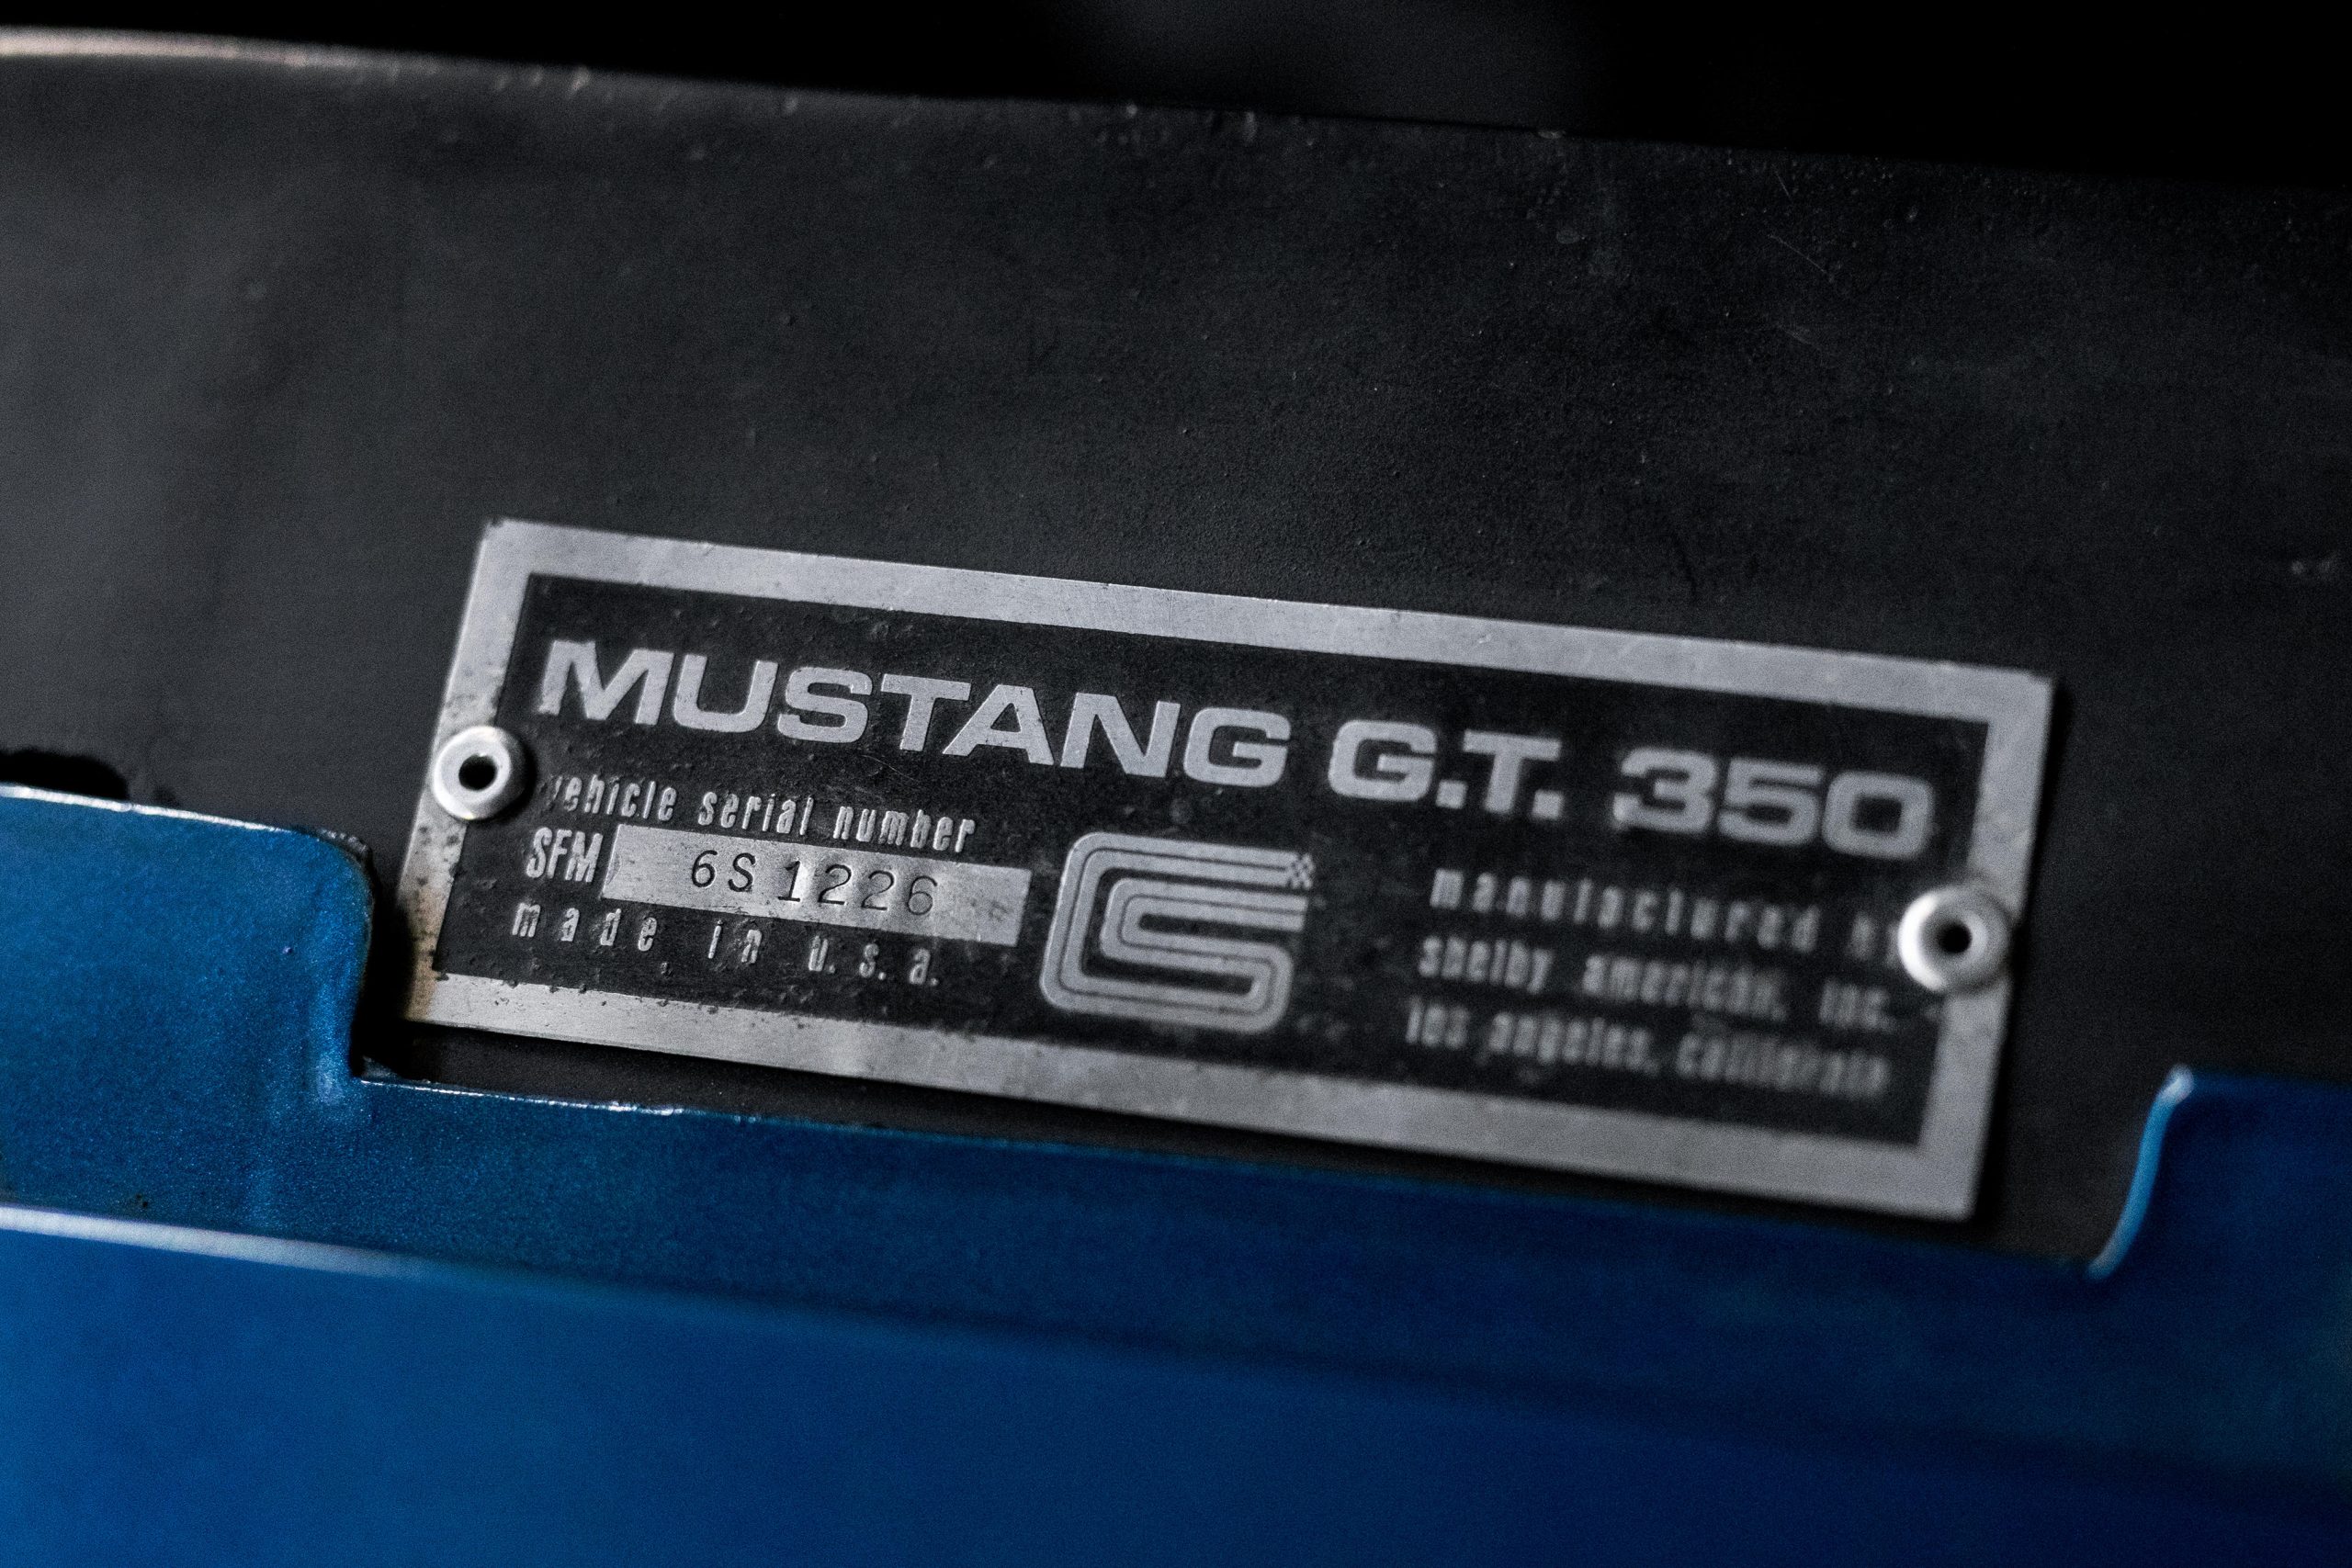 MUSTANG G.T. 350
vehicle serial number
SFM 6S1226
made in u.s.a.
manufactured by
shelby american, inc.
los angeles, california